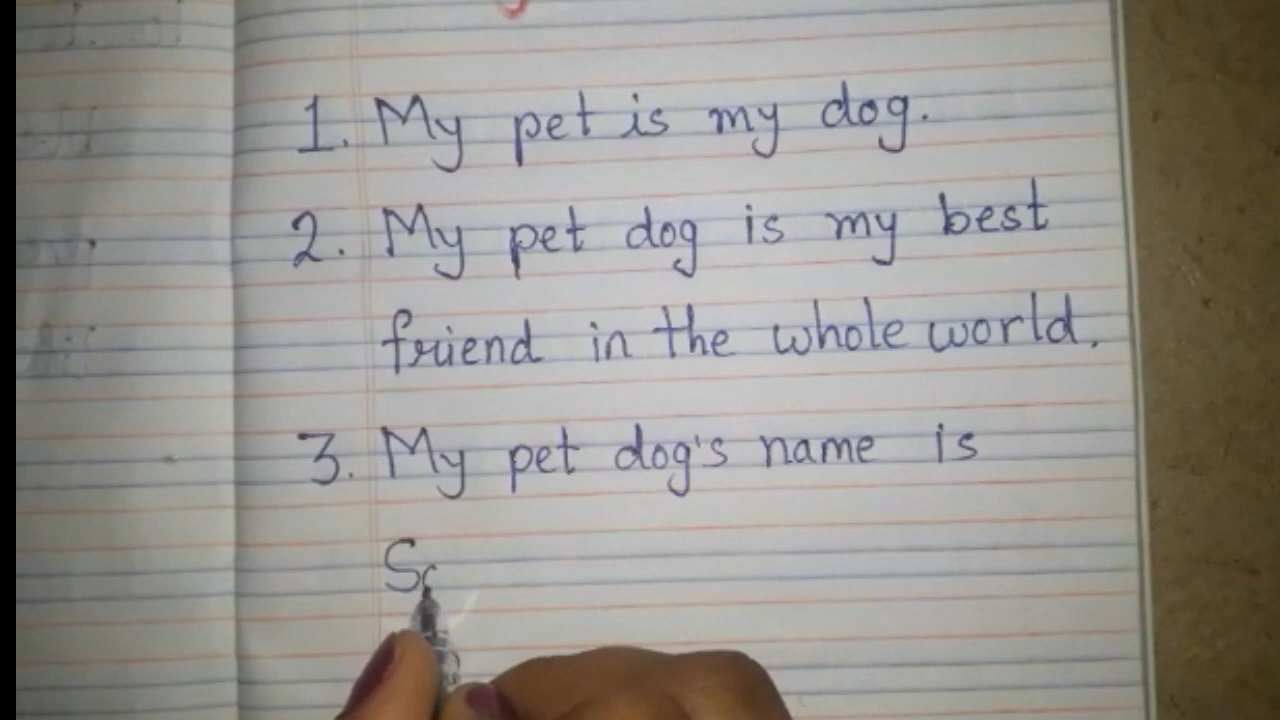 1. My pet is my dog.
2. My pet dog is my best
friend in the whole world.
3. My pet dog's name is